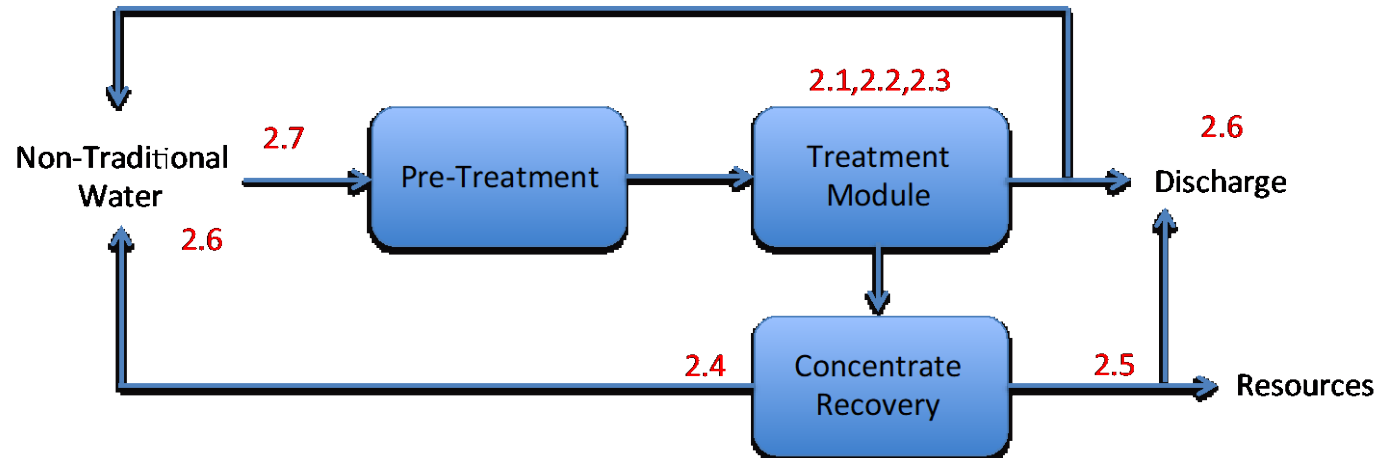 2.1,2.2,2.3
2.7
2.6
Non-Traditional
Water
Pre-Treatment
Treatment
Module
Discharge
2.6
2.4
Concentrate
Recovery
2.5
Resources